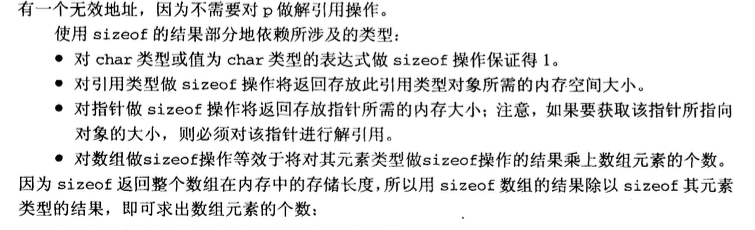 有一个无效地址，因为不需要对 p 做解引用操作。
使用 sizeof 的结果部分地依赖所涉及的类型：
● 对 char 类型或值为 char 类型的表达式做 sizeof 操作保证得 1。
● 对引用类型做 sizeof 操作将返回存放此引用类型对象所需的内存空间大小。
● 对指针做 sizeof 操作将返回存放指针所需的内存大小；注意，如果要获取该指针所指向
对象的大小，则必须对该指针进行解引用。
● 对数组做sizeof操作等效于将对其元素类型做sizeof操作的结果乘上数组元素的个数。
因为 sizeof 返回整个数组在内存中的存储长度，所以用 sizeof 数组的结果除以 sizeof 其元素
类型的结果，即可求出数组元素的个数：